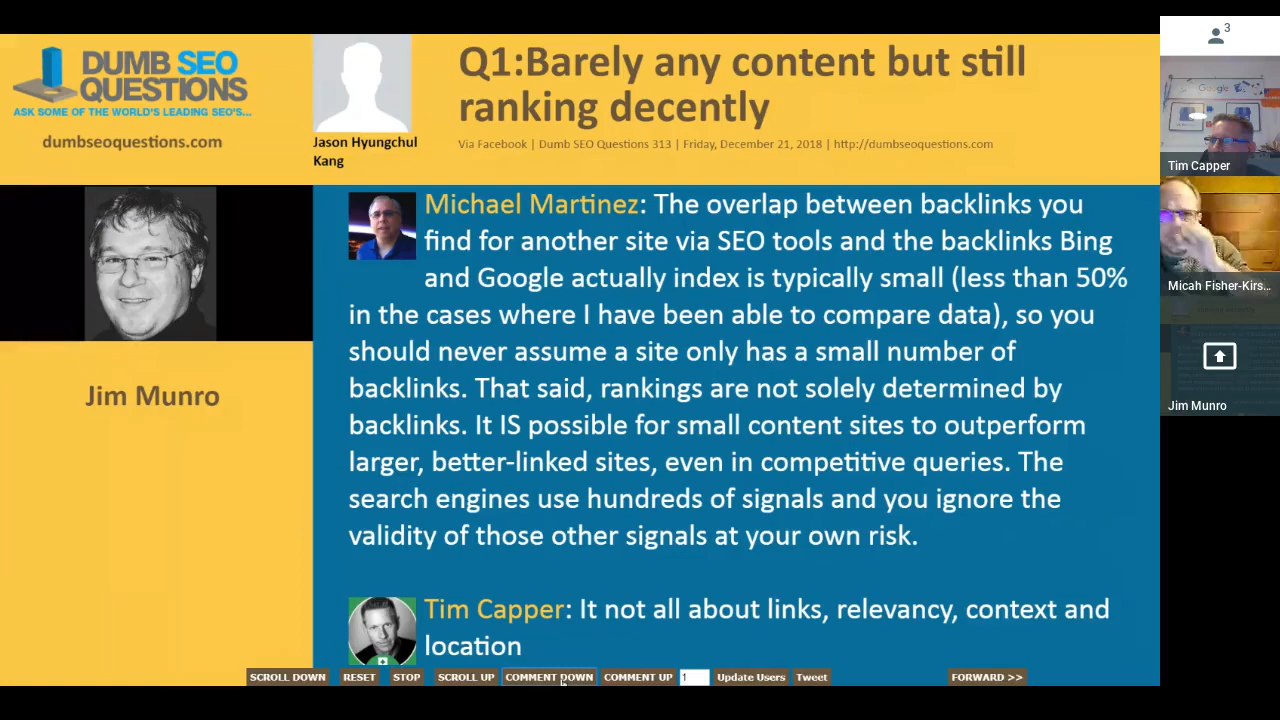 DUMB SEO
QUESTIONS
ASK SOME OF THE WORLD'S LEADING SEO'S...
dumbseoquestions.com
Jason Hyungchul
Kang
Q1:Barely any content but still
ranking decently
Via Facebook | Dumb SEO Questions 313 | Friday, December 21, 2018 | http://dumbseoquestions.com
Jim Munro
Michael Martinez: The overlap between backlinks you
find for another site via SEO tools and the backlinks Bing
and Google actually index is typically small (less than 50%
in the cases where I have been able to compare data), so you
should never assume a site only has a small number of
backlinks. That said, rankings are not solely determined by
backlinks. It IS possible for small content sites to outperform
larger, better-linked sites, even in competitive queries. The
search engines use hundreds of signals and you ignore the
validity of those other signals at your own risk.
Tim Capper: It not all about links, relevancy, context and
location
SCROLL DOWN RESET STOP SCROLL UP COMMENT DOWN COMMENT UP 1 Update Users Tweet FORWARD >>
3
Google
Tim Capper
Micah Fisher-Kirs...
Jim Munro